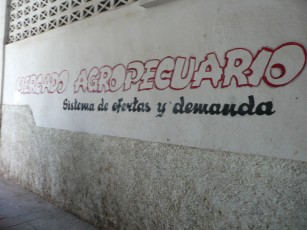 MERCADO AGROPECUARIO
Sistema de ofertas y demanda